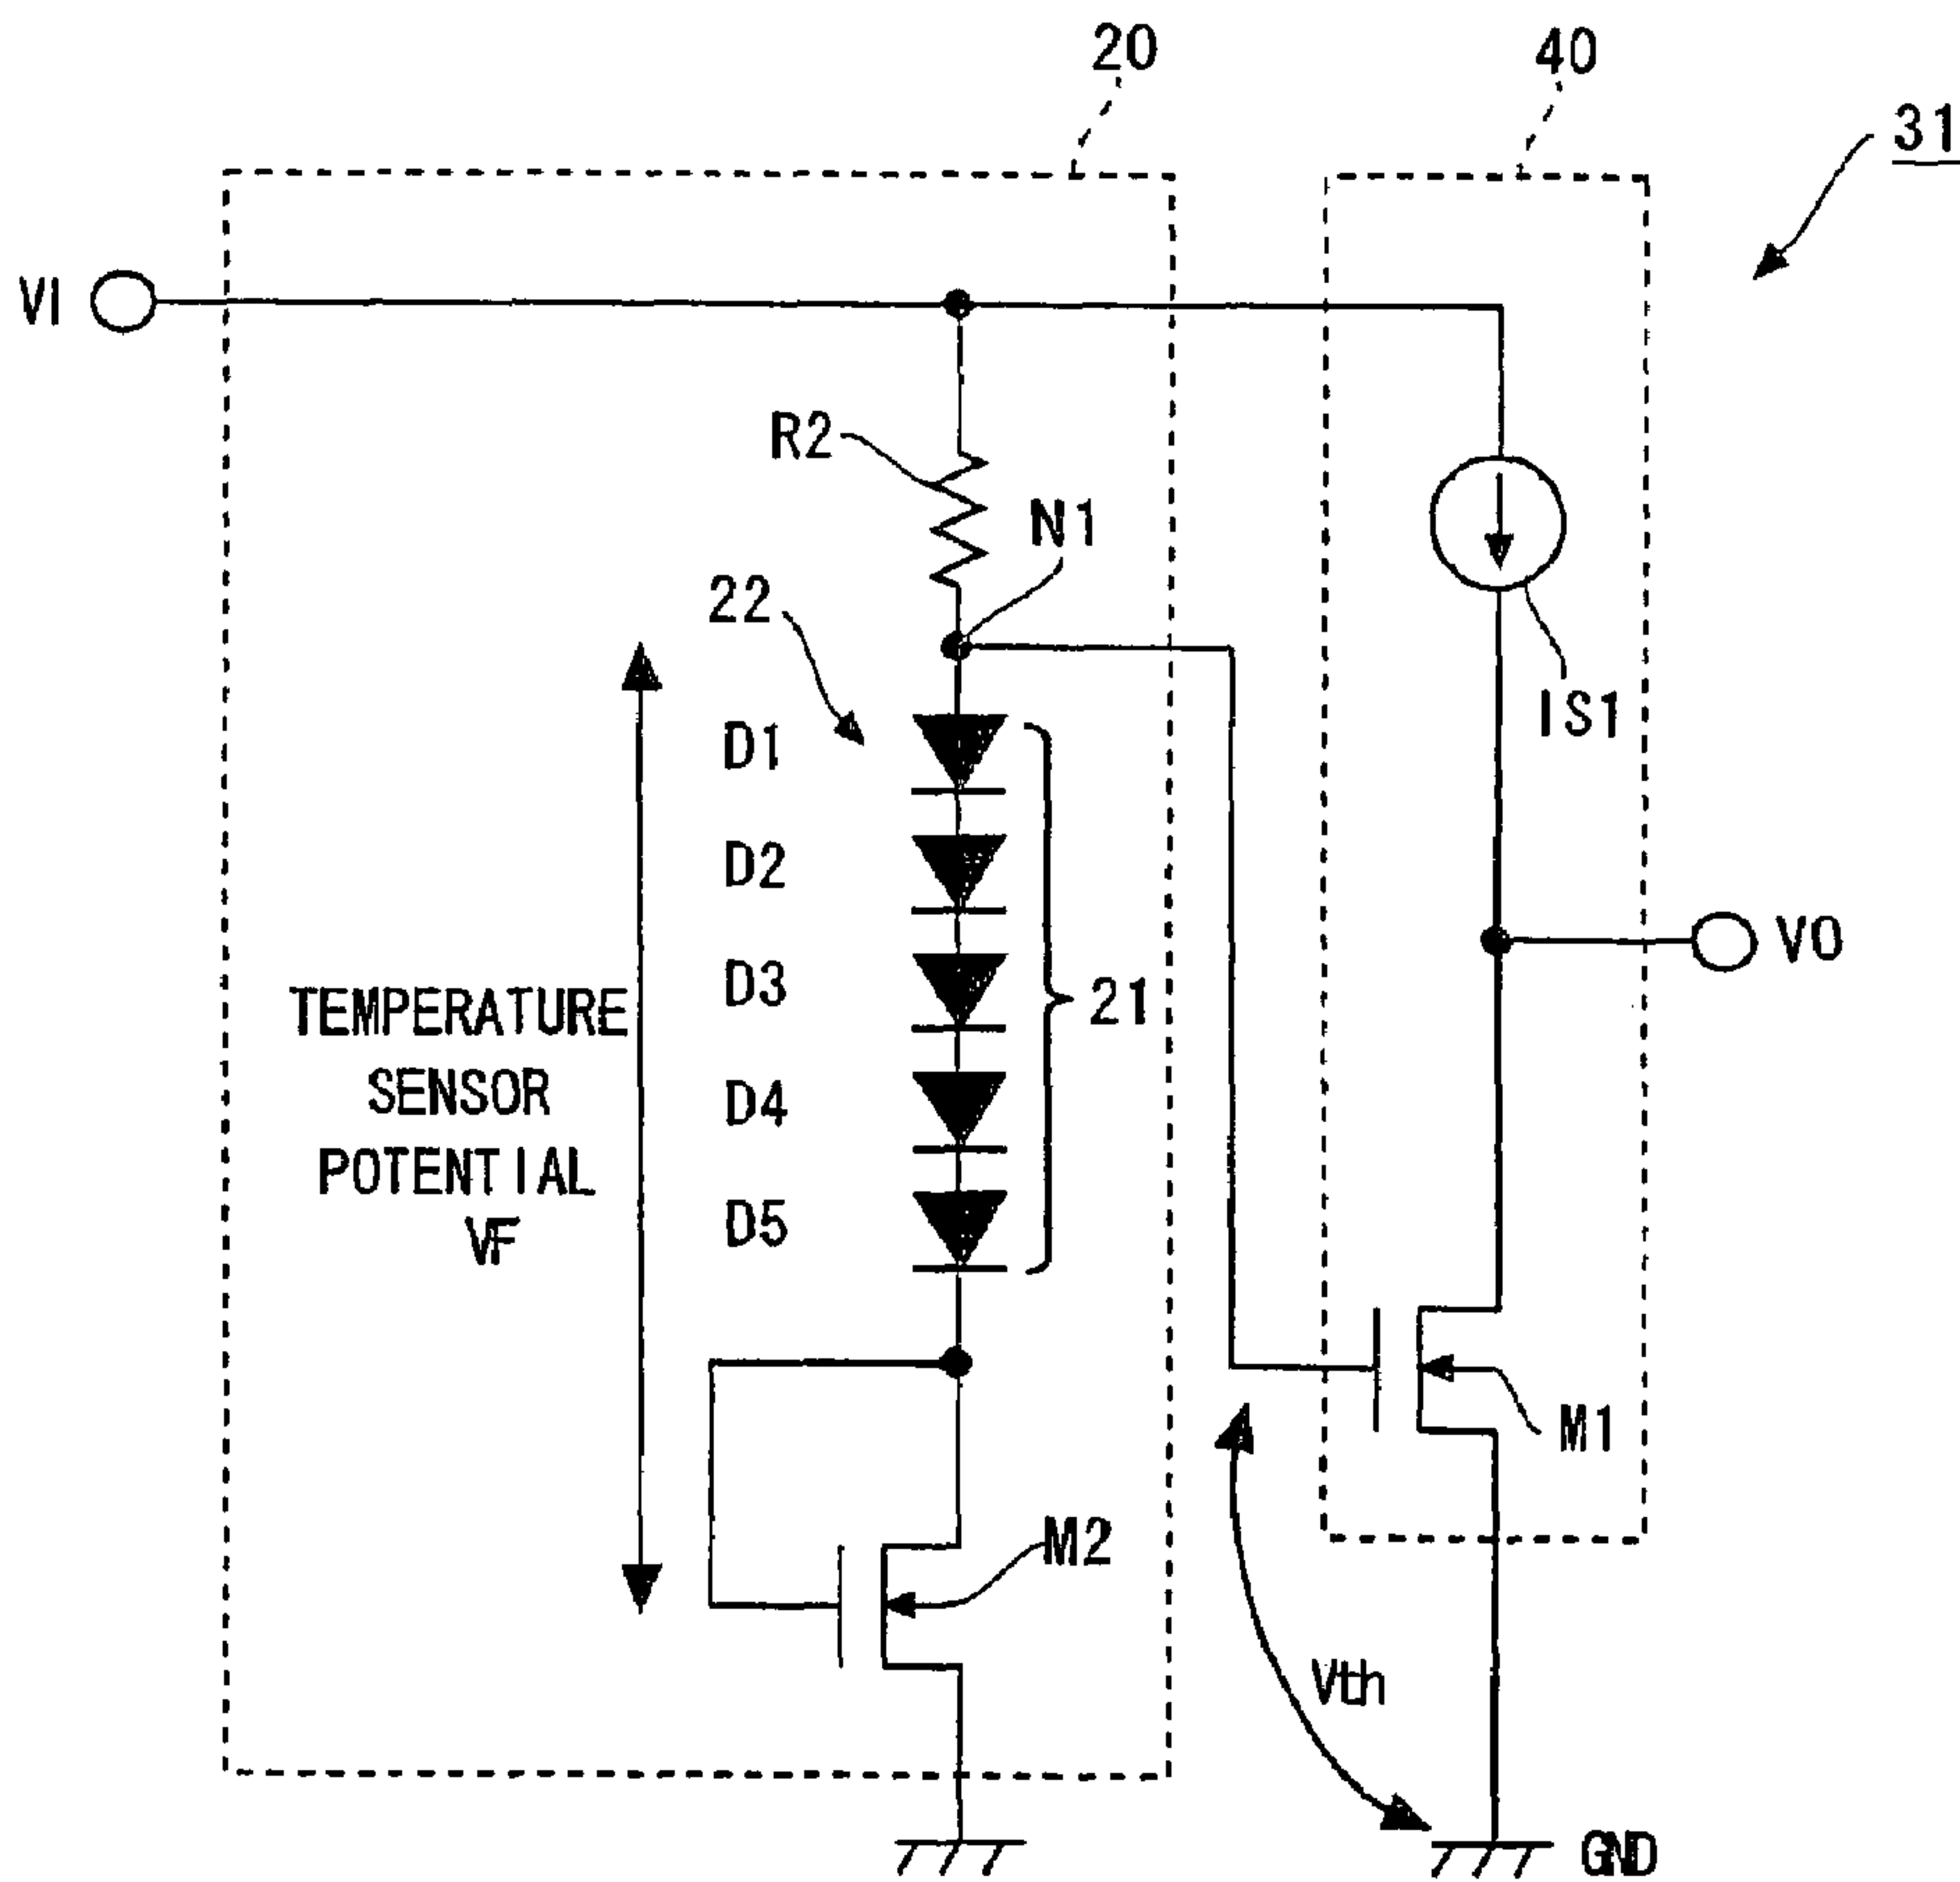 20
40
31
VI
R2
N1
22
IS1
D1
D2
VO
D3
21
TEMPERATURE
SENSOR
POTENTIAL
VF
D4
D5
M1
M2
Vth
GND